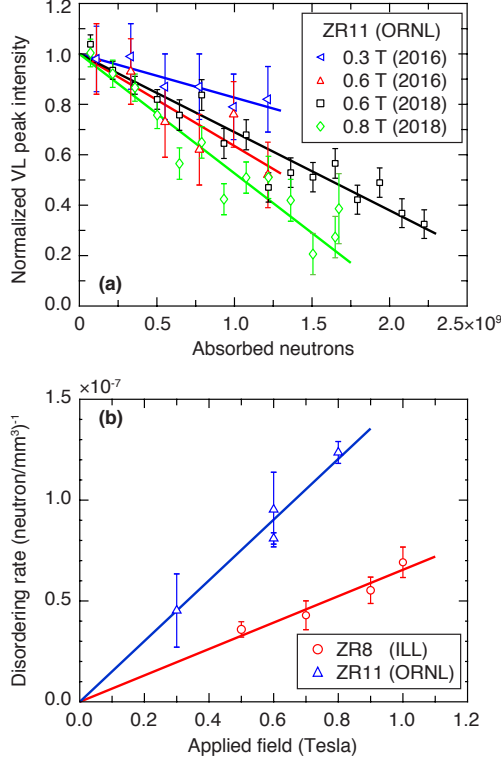 ZR11 (ORNL)
0.3 T (2016)
0.6 T (2016)
0.6 T (2018)
0.8 T (2018)
Normalized VL peak intensity
1.2
1.0
0.8
0.6
0.4
0.2
0.0
(a)
0.0 0.5 1.0 1.5 2.0 2.5×10⁹
Absorbed neutrons
×10⁻⁷
(b)
Disordering rate (neutron/mm³)⁻¹
1.5
1.0
0.5
0.0
ZR8 (ILL)
ZR11 (ORNL)
0.0 0.2 0.4 0.6 0.8 1.0 1.2
Applied field (Tesla)